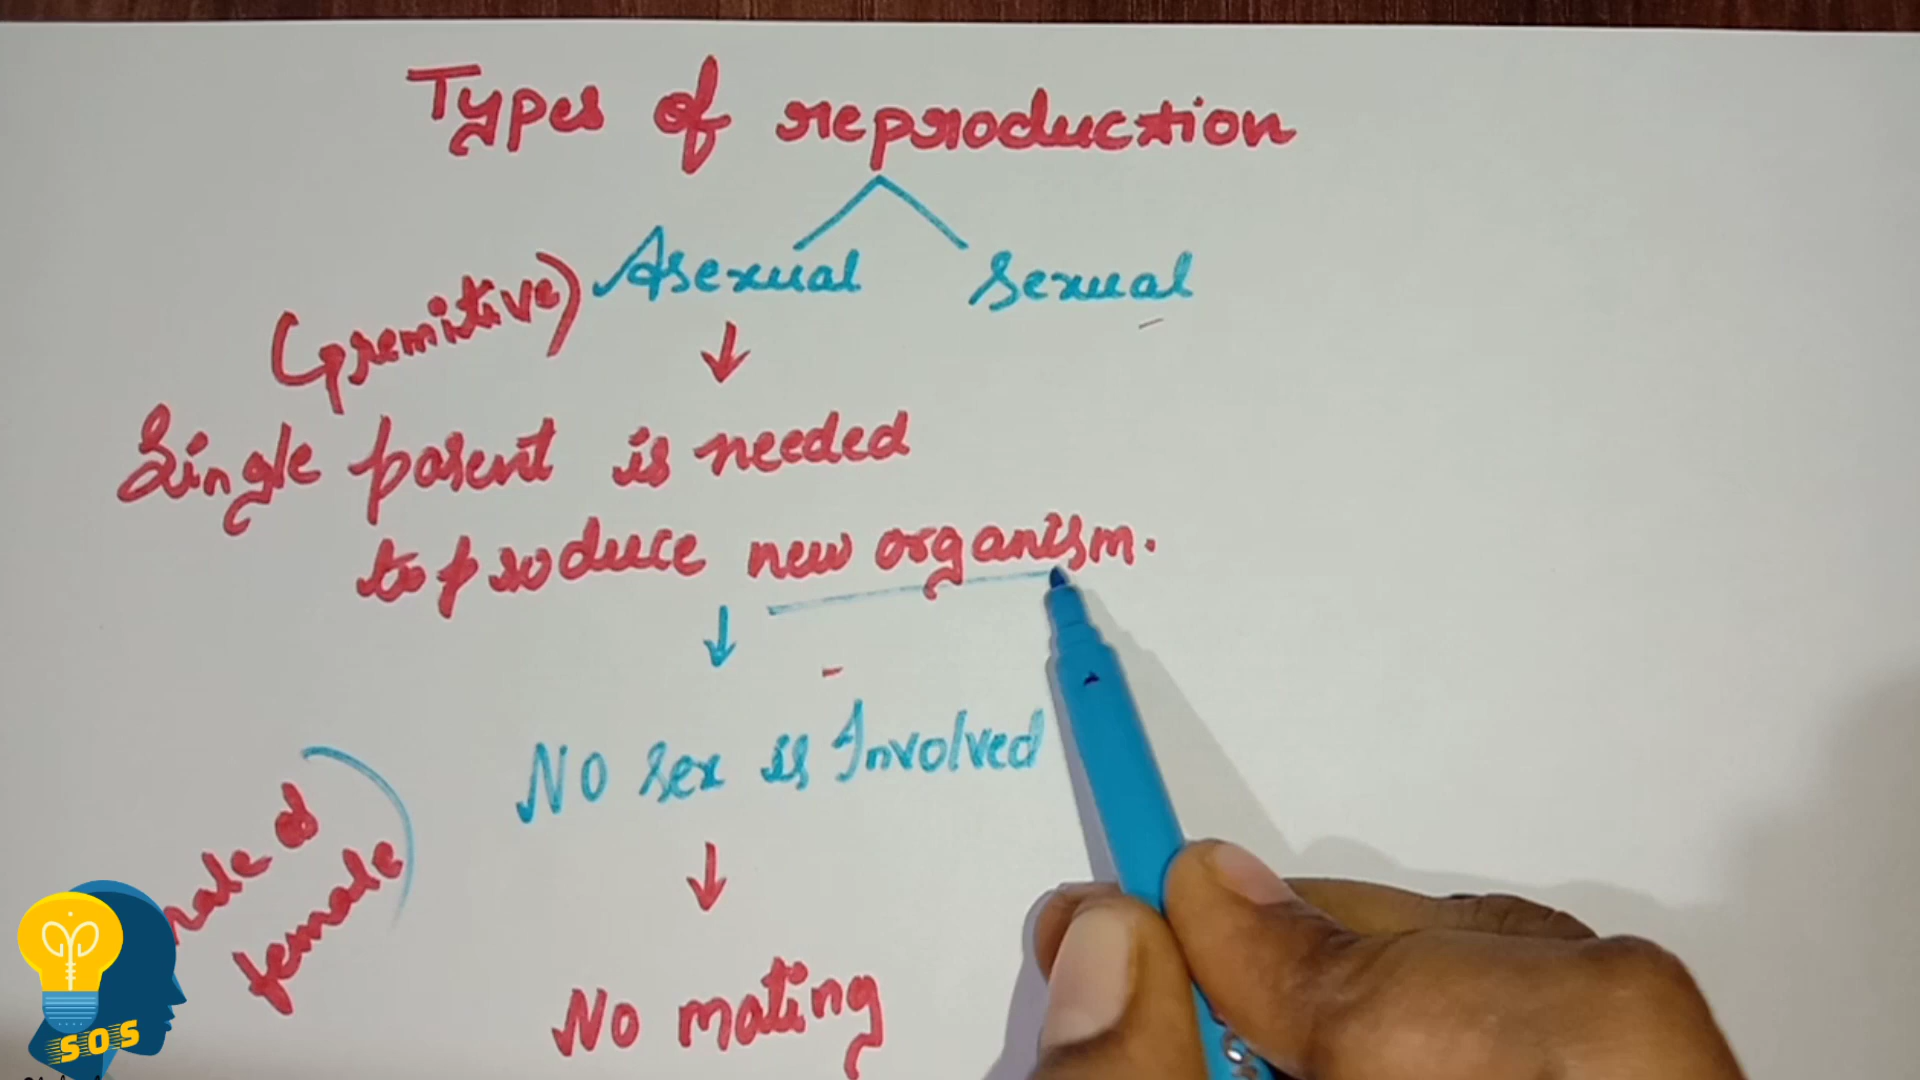 Types of reproduction
Asexual Sexual
(premitive)
Single parent is needed
to produce new organism.
No sex is Involved
male &
female
No mating
SOS